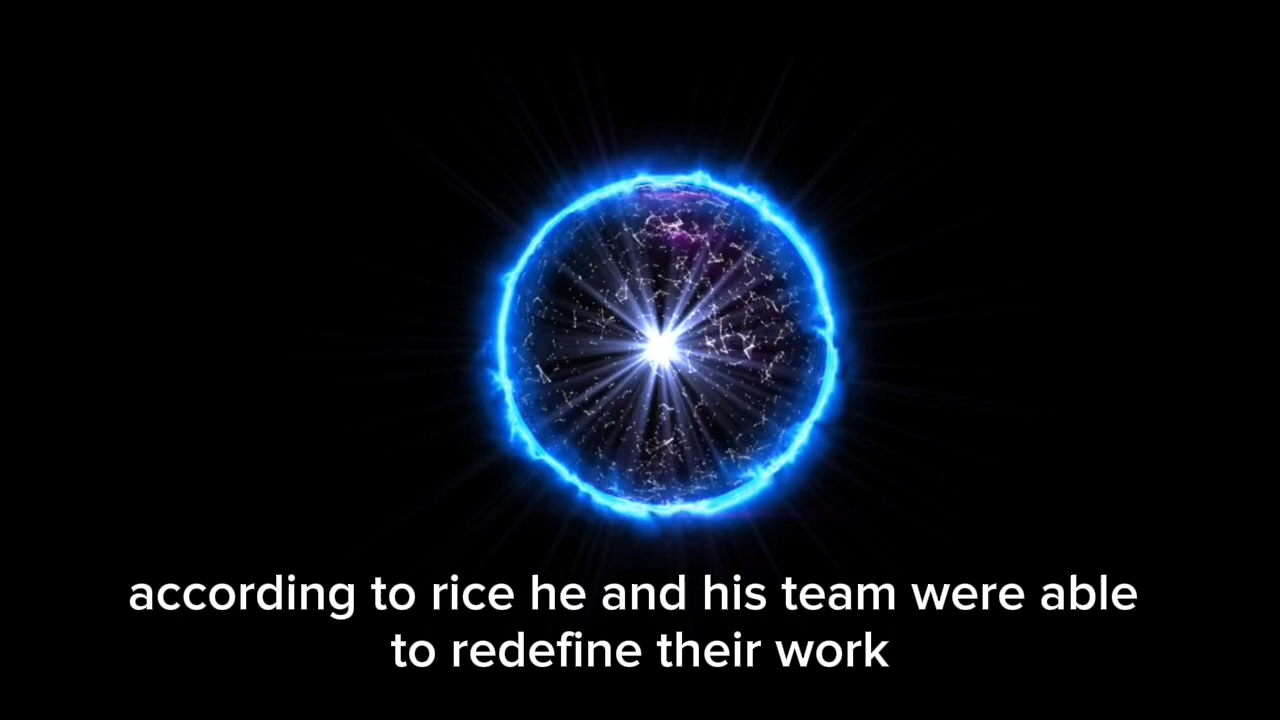 according to rice he and his team were able
to redefine their work